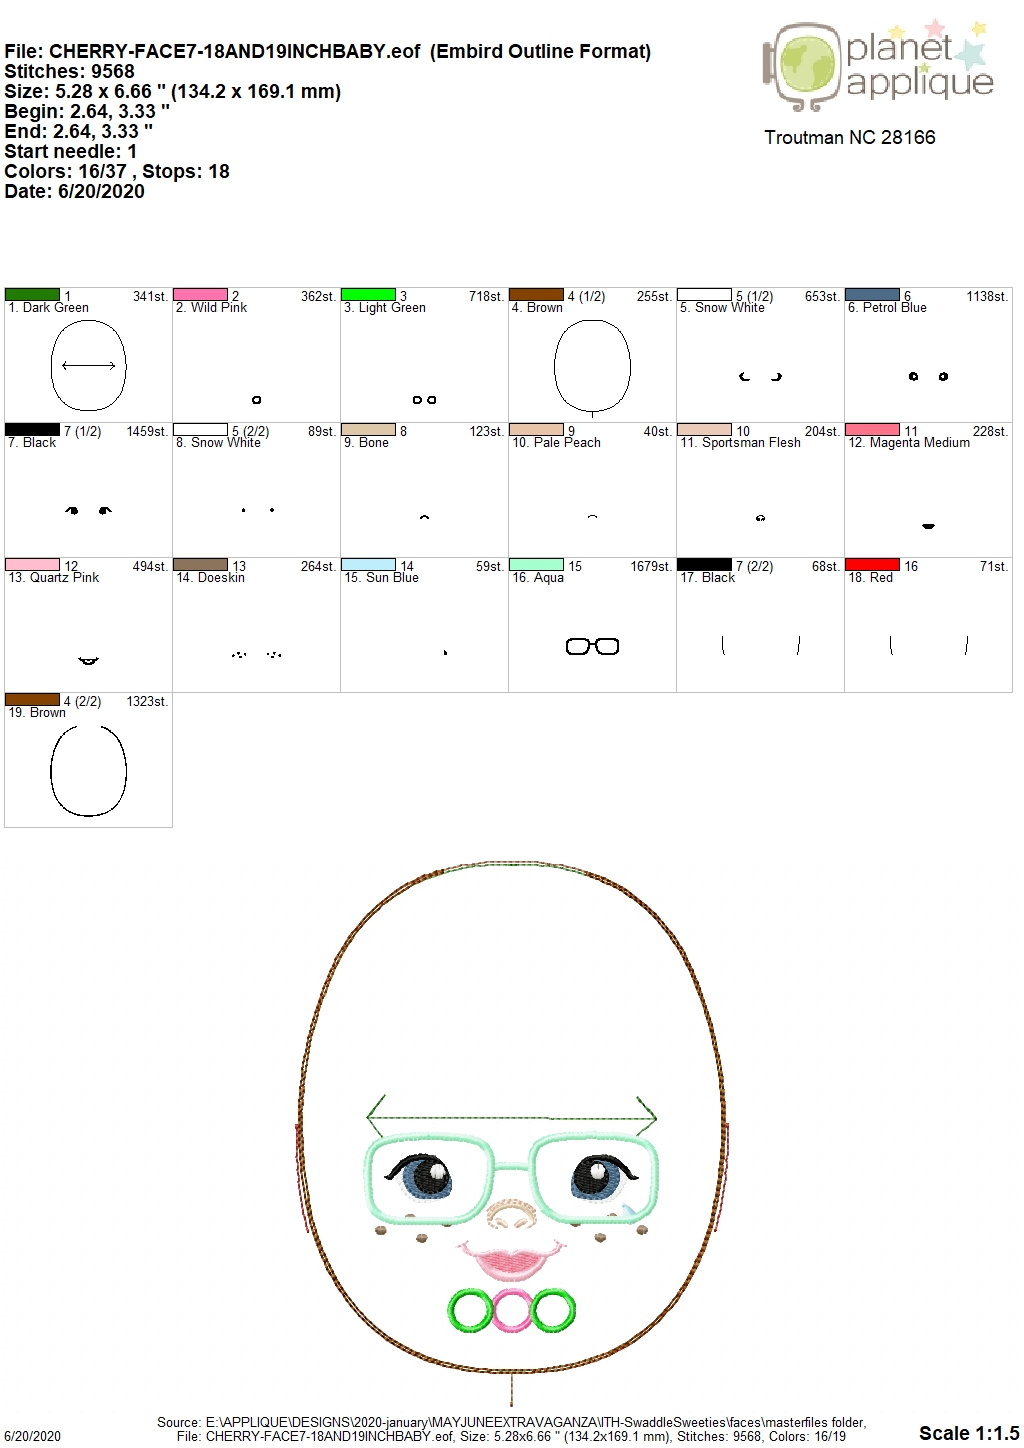 File: CHERRY-FACE7-18AND19INCHBABY.eof (Embird Outline Format)
Stitches: 9568
Size: 5.28 x 6.66 " (134.2 x 169.1 mm)
Begin: 2.64, 3.33 "
End: 2.64, 3.33 "
Start needle: 1
Colors: 16/37 , Stops: 18
Date: 6/20/2020
planet
applique
Troutman NC 28166
1 341st.
1. Dark Green
2 362st.
2. Wild Pink
3 718st.
3. Light Green
4 (1/2) 255st.
4. Brown
5 (1/2) 653st.
5. Snow White
6 1138st.
6. Petrol Blue
7 (1/2) 1459st.
7. Black
5 (2/2) 89st.
8. Snow White
8 123st.
9. Bone
9 40st.
10. Pale Peach
10 204st.
11. Sportsman Flesh
11 228st.
12. Magenta Medium
12 494st.
13. Quartz Pink
13 264st.
14. Doeskin
14 59st.
15. Sun Blue
15 1679st.
16. Aqua
7 (2/2) 68st.
17. Black
16 71st.
18. Red
4 (2/2) 1323st.
19. Brown
Source: E:\APPLIQUE\DESIGNS\2020-january\MAYJUNEEXTRAVAGANZA\ITH-SwaddleSweeties\faces\masterfiles folder,
6/20/2020 File: CHERRY-FACE7-18AND19INCHBABY.eof, Size: 5.28x6.66 " (134.2x169.1 mm), Stitches: 9568, Colors: 16/19 Scale 1:1.5